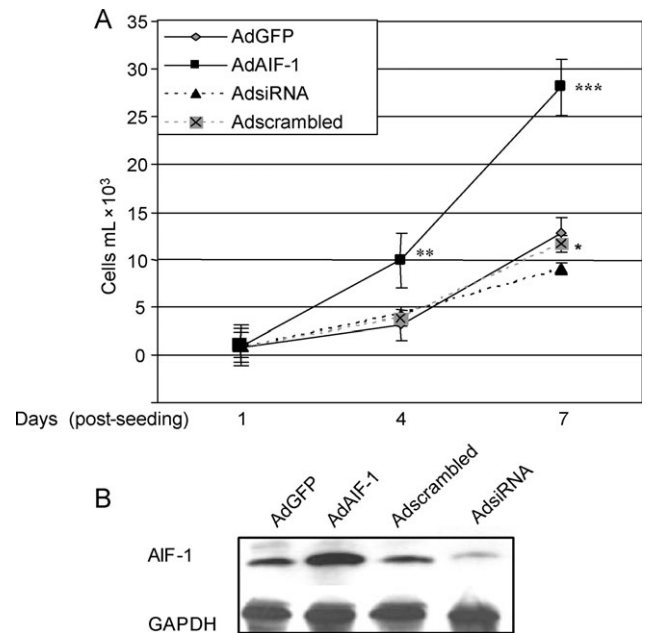 A
35
30
25
20
15
10
5
0
Cells mL ×10³
AdGFP
AdAIF-1
AdsiRNA
Adscrambled
***
**
*
Days (post-seeding) 1 4 7
B
AdGFP AdAIF-1 Adscrambled AdsiRNA
AIF-1
GAPDH